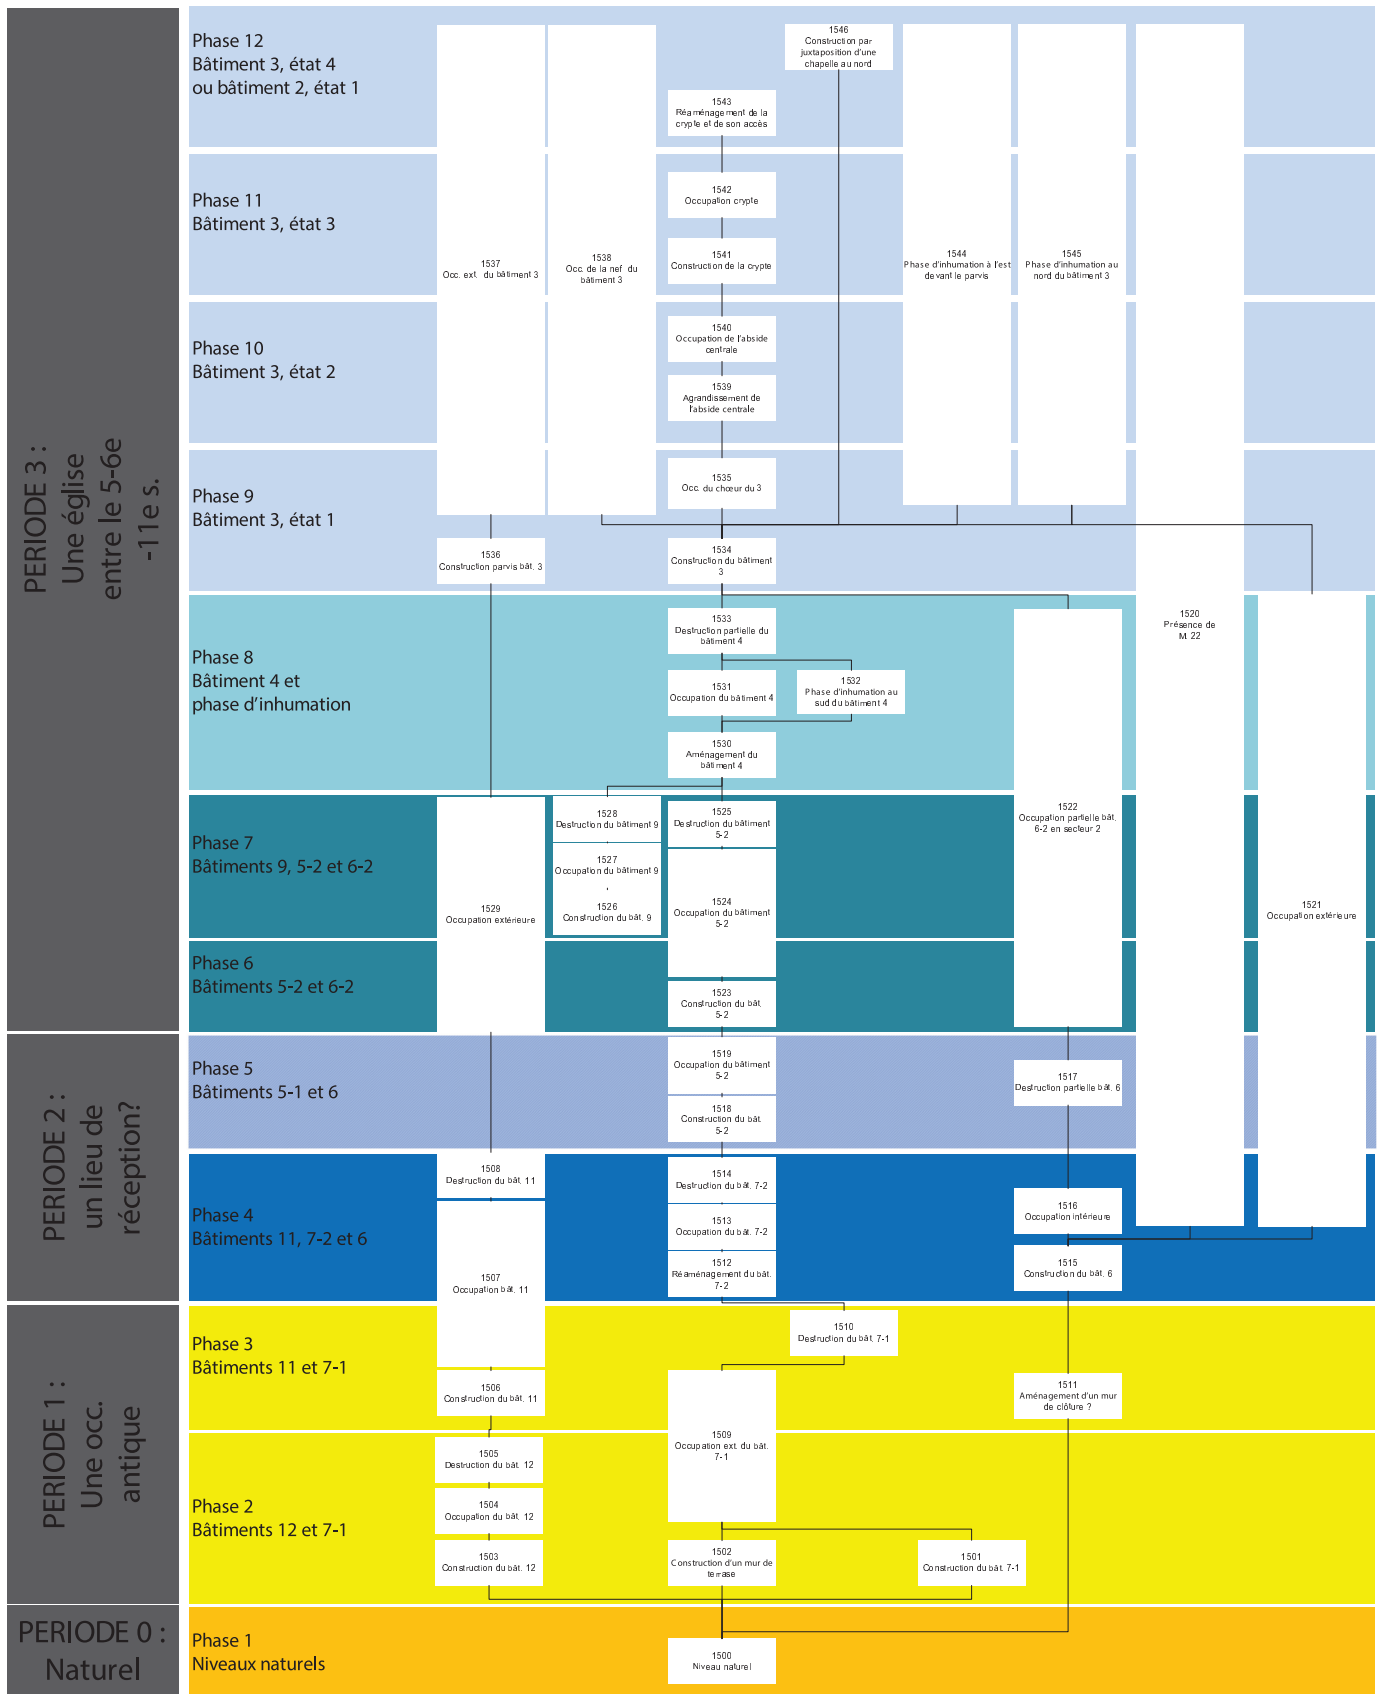 PERIODE 3 :
Une église
entre le 5-6e
-11e s.
PERIODE 2 :
un lieu de
réception?
PERIODE 1 :
Une occ.
antique
PERIODE 0 :
Naturel
Phase 12
Bâtiment 3, état 4
ou bâtiment 2, état 1
1546
Construction par
juxtaposition d'une
chapelle au nord
1543
Réaménagement de la
crypte et de son accès
Phase 11
Bâtiment 3, état 3
1542
Occupation crypte
1541
Construction de la crypte
1537
Occ. ext. du bâtiment 3
1538
Occ. de la nef du
bâtiment 3
1544
Phase d'inhumation à l'est
devant le parvis
1545
Phase d'inhumation au
nord du bâtiment 3
Phase 10
Bâtiment 3, état 2
1540
Occupation de l'abside
centrale
1539
Agrandissement de
l'abside centrale
Phase 9
Bâtiment 3, état 1
1535
Occ. du chœur du 3
1536
Construction parvis bât. 3
1534
Construction du bâtiment
3
Phase 8
Bâtiment 4 et
phase d'inhumation
1533
Destruction partielle du
bâtiment 4
1531
Occupation du bâtiment 4
1532
Phase d'inhumation au
sud du bâtiment 4
1530
Aménagement du
bâtiment 4
1520
Présence de
M. 22
Phase 7
Bâtiments 9, 5-2 et 6-2
1528
Destruction du bâtiment 9
1525
Destruction du bâtiment
5-2
1522
Occupation partielle bât.
6-2 en secteur 2
1527
Occupation du bâtiment 9
1526
Construction du bât. 9
1529
Occupation extérieure
1524
Occupation du bâtiment
5-2
1521
Occupation extérieure
Phase 6
Bâtiments 5-2 et 6-2
1523
Construction du bât.
5-2
Phase 5
Bâtiments 5-1 et 6
1519
Occupation du bâtiment
5-2
1518
Construction du bât.
5-2
1517
Destruction partielle bât. 6
Phase 4
Bâtiments 11, 7-2 et 6
1508
Destruction du bât. 11
1514
Destruction du bât. 7-2
1513
Occupation du bât. 7-2
1512
Réaménagement du bât.
7-2
1516
Occupation intérieure
1515
Construction du bât. 6
1507
Occupation bât. 11
Phase 3
Bâtiments 11 et 7-1
1510
Destruction du bât. 7-1
1506
Construction du bât. 11
1511
Aménagement d'un mur
de clôture ?
1509
Occupation ext. du bât.
7-1
Phase 2
Bâtiments 12 et 7-1
1505
Destruction du bât. 12
1504
Occupation du bât. 12
1503
Construction du bât. 12
1502
Construction d'un mur de
terrase
1501
Construction du bât. 7-1
Phase 1
Niveaux naturels
1500
Niveau naturel